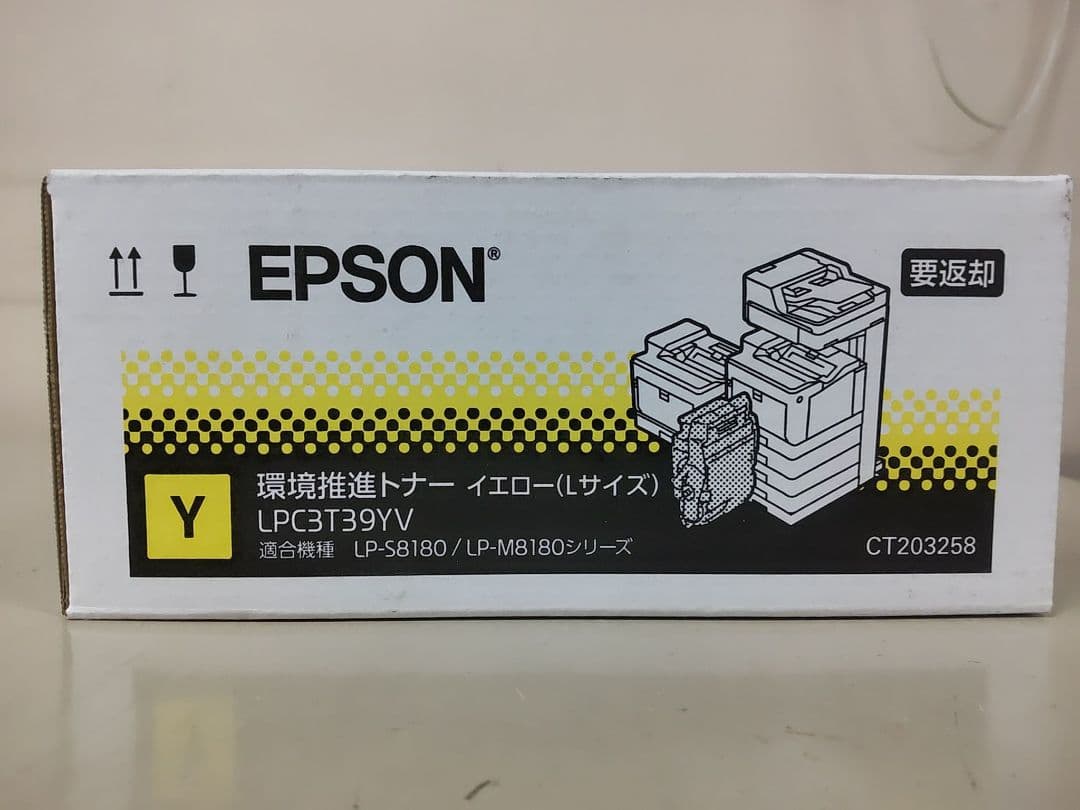 EPSON®
要返却
Y
環境推進トナー イエロー(Lサイズ)
LPC3T39YV
適合機種 LP-S8180/LP-M8180シリーズ
CT203258